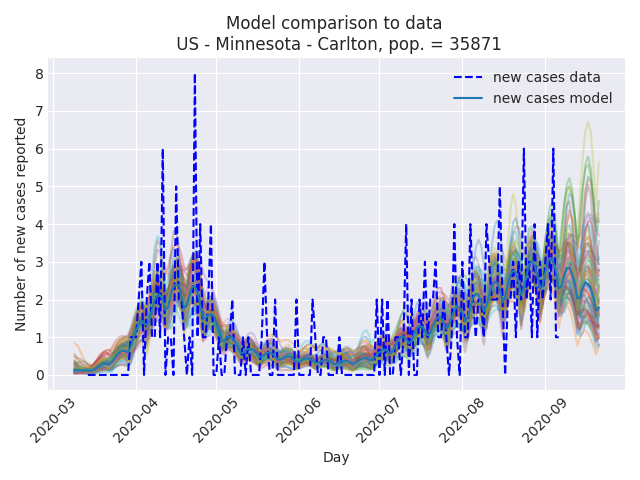 Model comparison to data
US - Minnesota - Carlton, pop. = 35871
new cases data
new cases model
Number of new cases reported
8
7
6
5
4
3
2
1
0
2020-03
2020-04
2020-05
2020-06
2020-07
2020-08
2020-09
Day